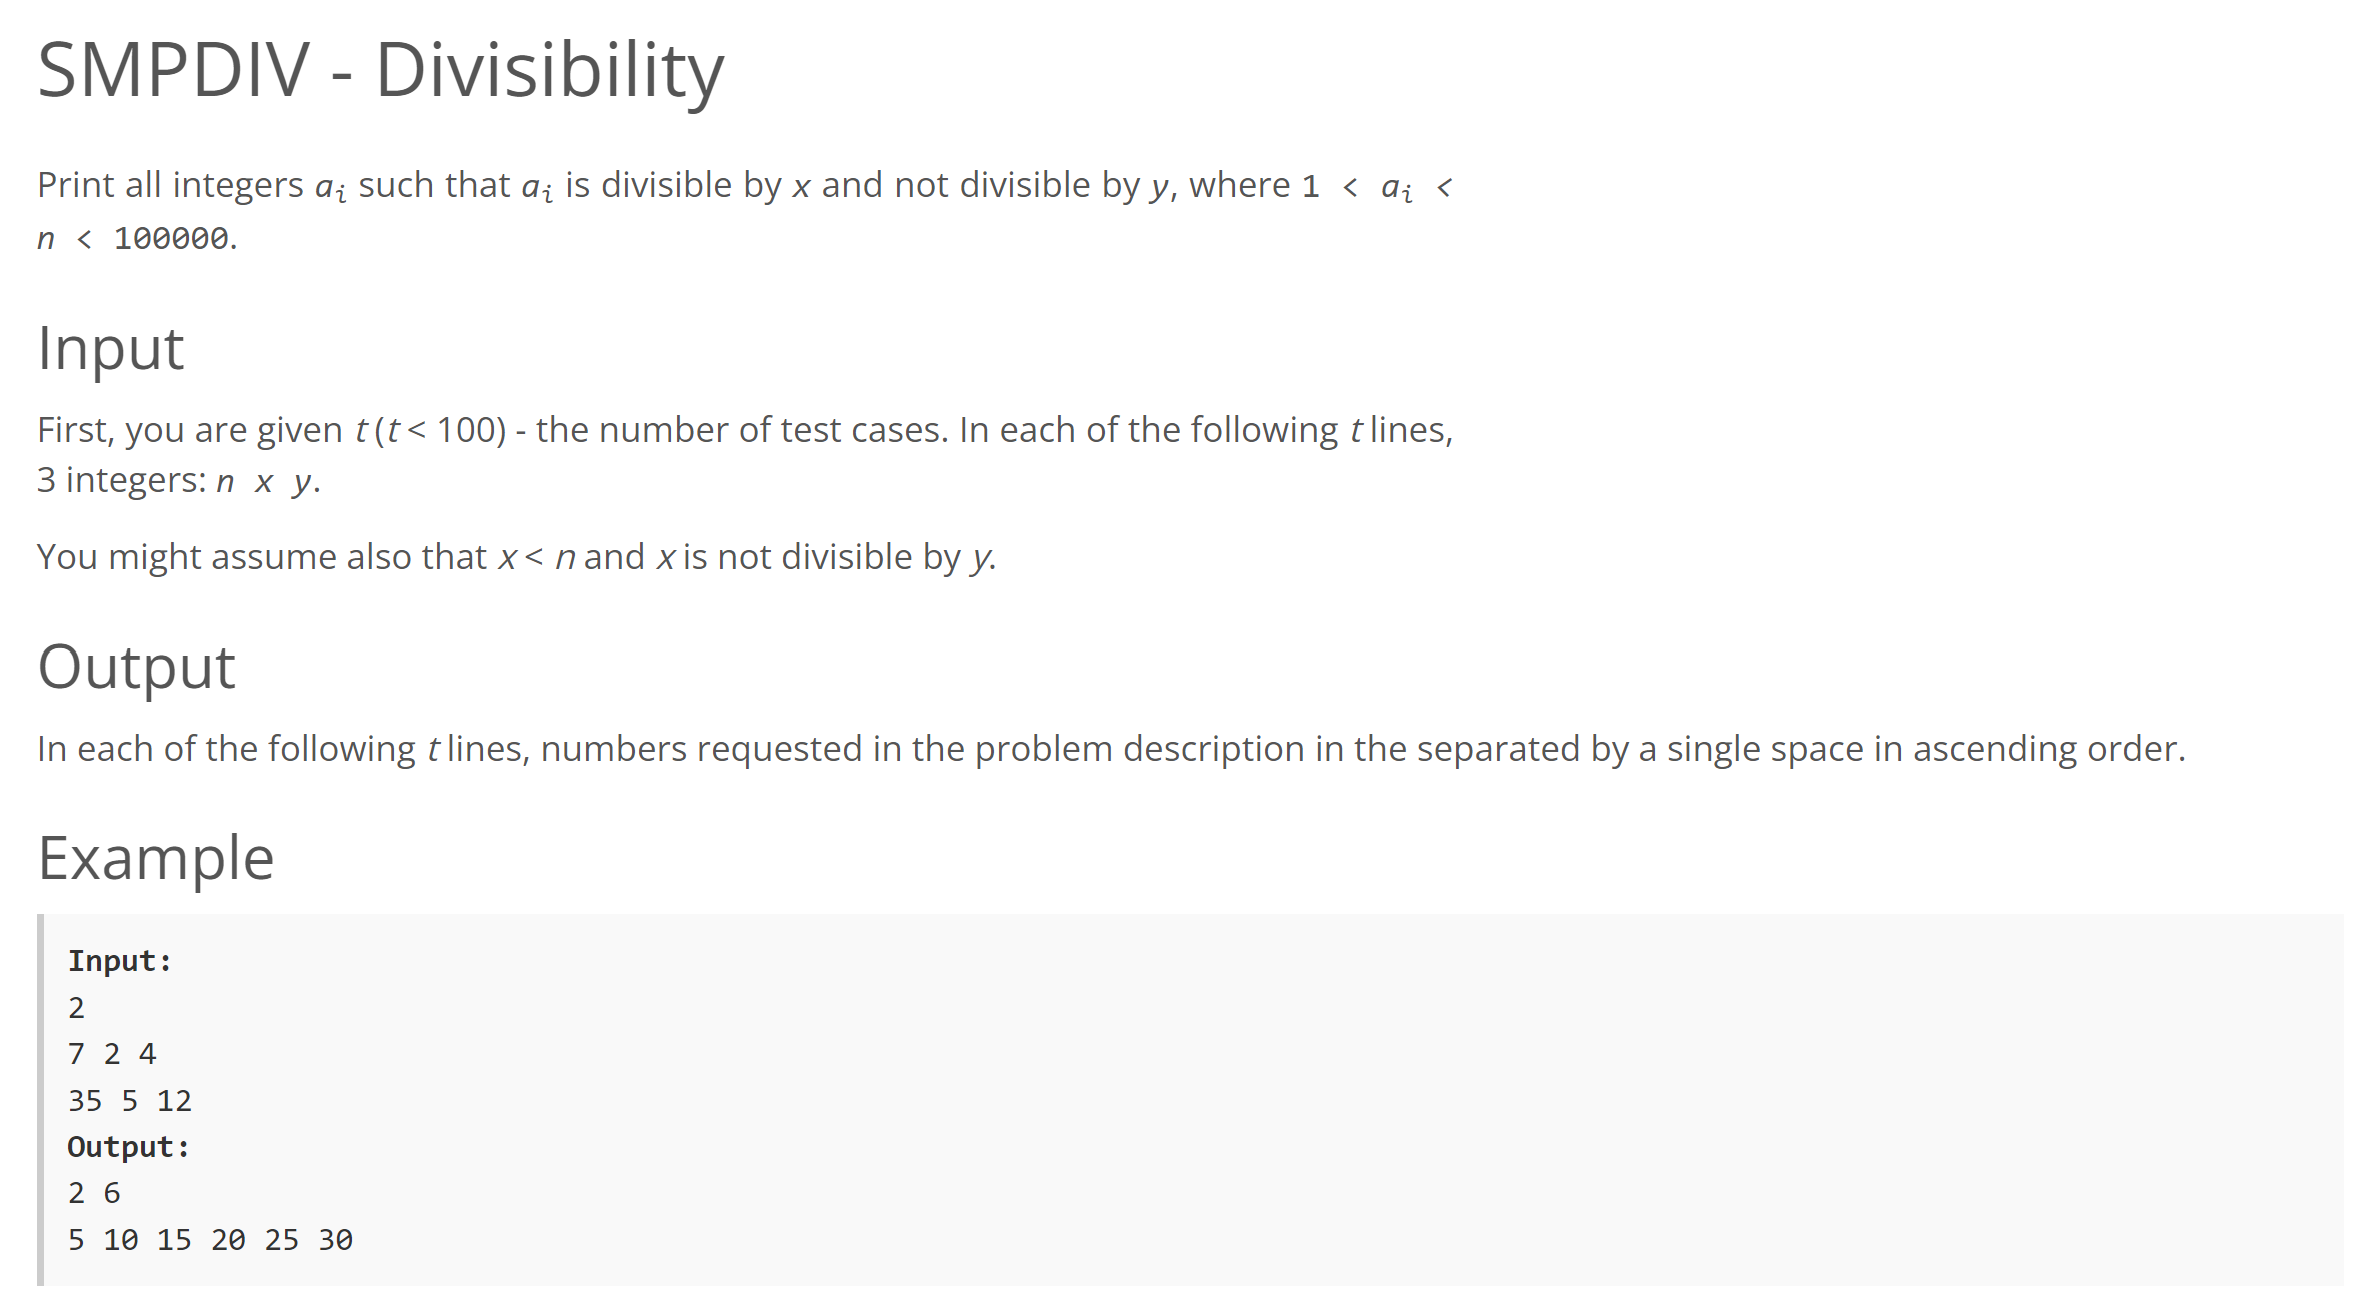 SMPDIV - Divisibility
Print all integers aᵢ such that aᵢ is divisible by x and not divisible by y, where 1 < aᵢ <
n < 100000.
Input
First, you are given t (t < 100) - the number of test cases. In each of the following t lines,
3 integers: n x y.
You might assume also that x < n and x is not divisible by y.
Output
In each of the following t lines, numbers requested in the problem description in the separated by a single space in ascending order.
Example
Input:
2
7 2 4
35 5 12
Output:
2 6
5 10 15 20 25 30